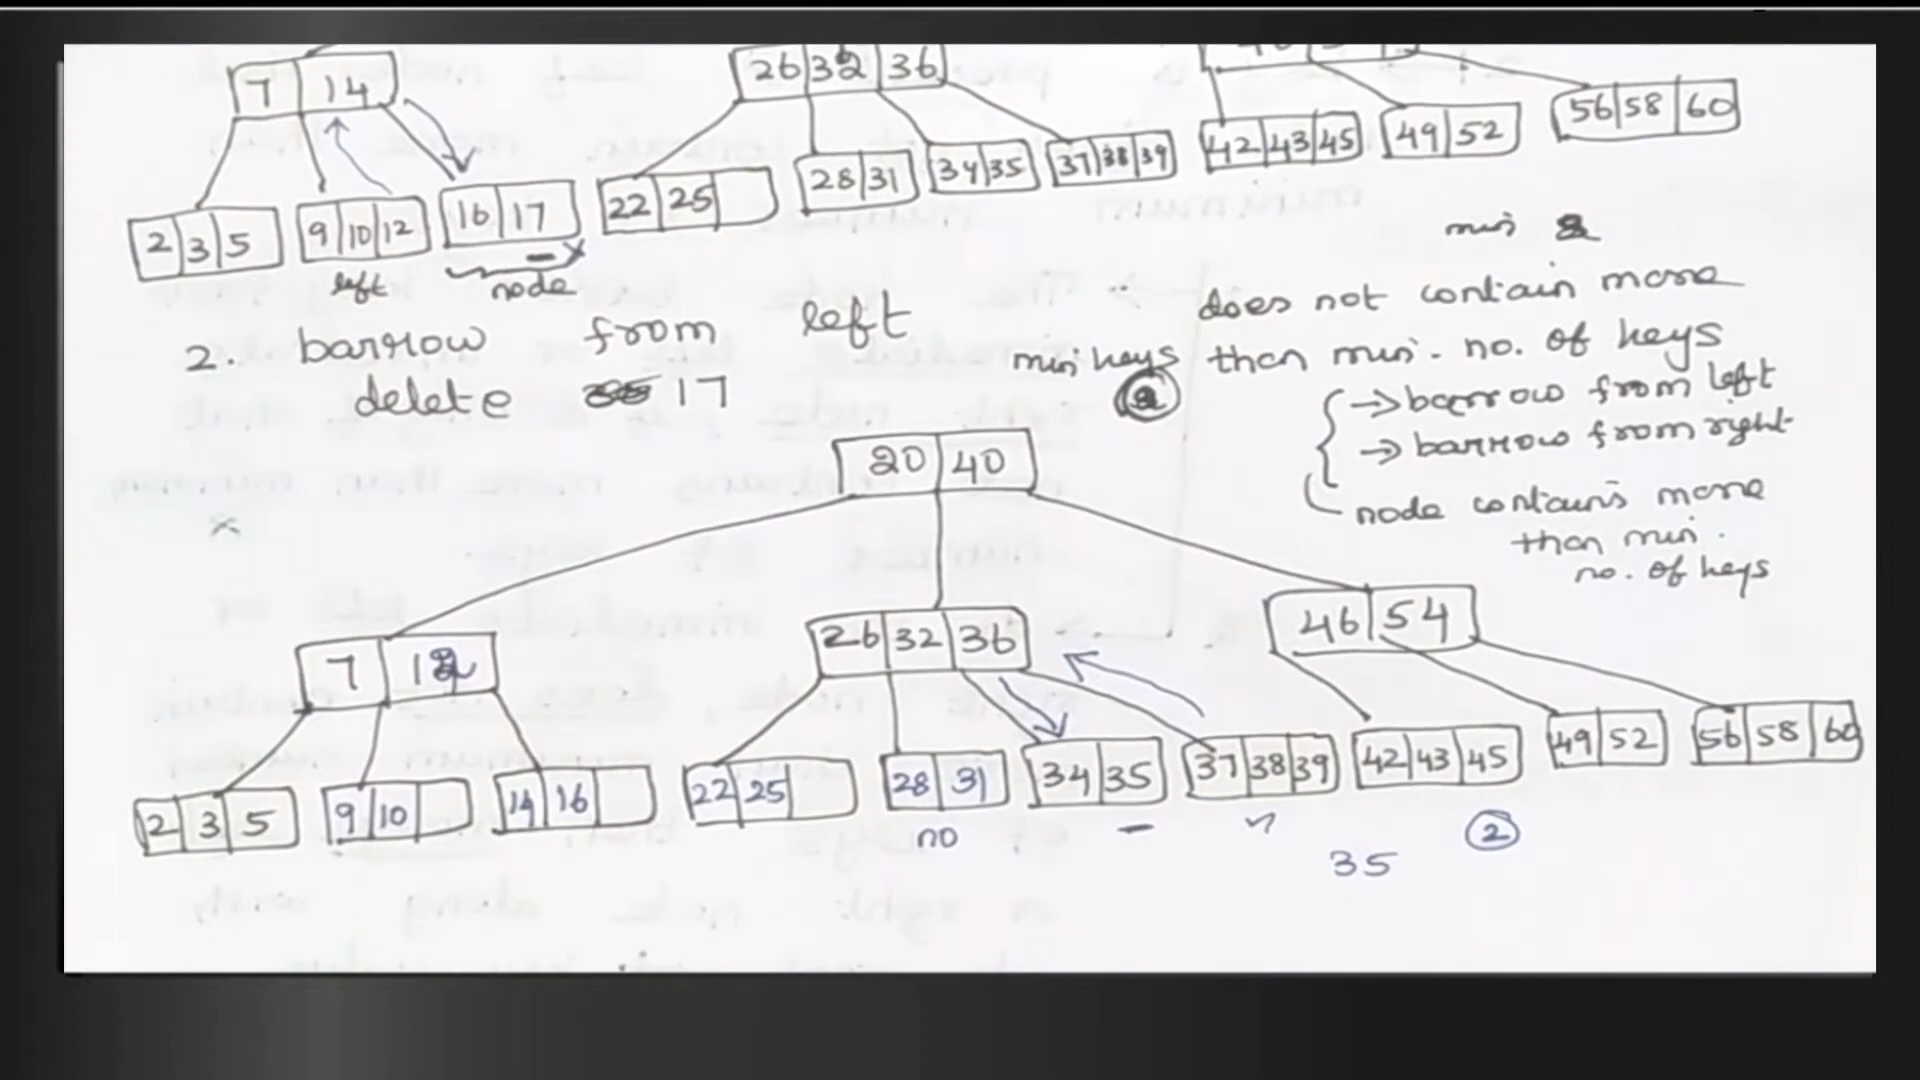 7 14
26 32 36
2 3 5
9 10 12
16 17
22 25
28 31
34 35
37 38 39
42 43 45
49 52
56 58 60
left
node
min 2
2. barrow from left
delete 17
does not contain more
min keys than min. no. of keys
2
→ barrow from left
→ barrow from right
node contains more
than min.
no. of keys
20 40
7 12
26 32 36
46 54
2 3 5
9 10
14 16
22 25
28 31
34 35
37 38 39
42 43 45
49 52
56 58 60
no
35
2